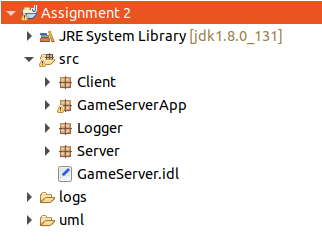 Assignment 2
JRE System Library [jdk1.8.0_131]
src
Client
GameServerApp
Logger
Server
GameServer.idl
logs
uml